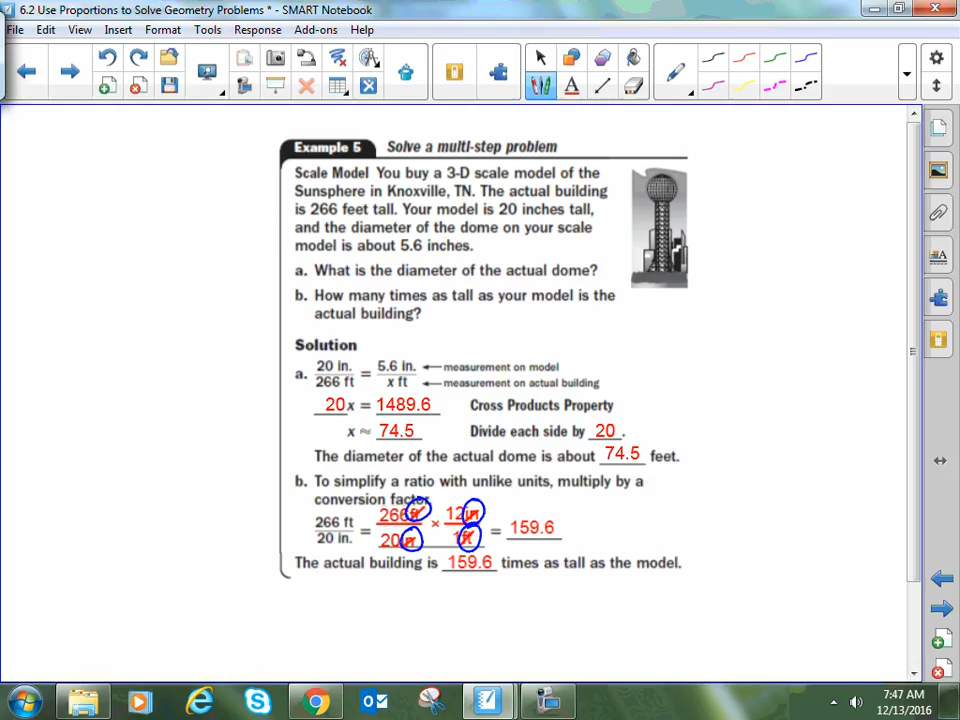 6.2 Use Proportions to Solve Geometry Problems * - SMART Notebook
File Edit View Insert Format Tools Response Add-ons Help
Example 5 Solve a multi-step problem
Scale Model You buy a 3-D scale model of the
Sunsphere in Knoxville, TN. The actual building
is 266 feet tall. Your model is 20 inches tall,
and the diameter of the dome on your scale
model is about 5.6 inches.
a. What is the diameter of the actual dome?
b. How many times as tall as your model is the
actual building?
Solution
a. 20 in. / 266 ft = 5.6 in. / x ft ← measurement on model
← measurement on actual building
20x = 1489.6 Cross Products Property
x ≈ 74.5 Divide each side by 20.
The diameter of the actual dome is about 74.5 feet.
b. To simplify a ratio with unlike units, multiply by a
conversion factor.
266 ft / 20 in. = 266ft / 20in × 12in / 1ft = 159.6
The actual building is 159.6 times as tall as the model.
7:47 AM
12/13/2016